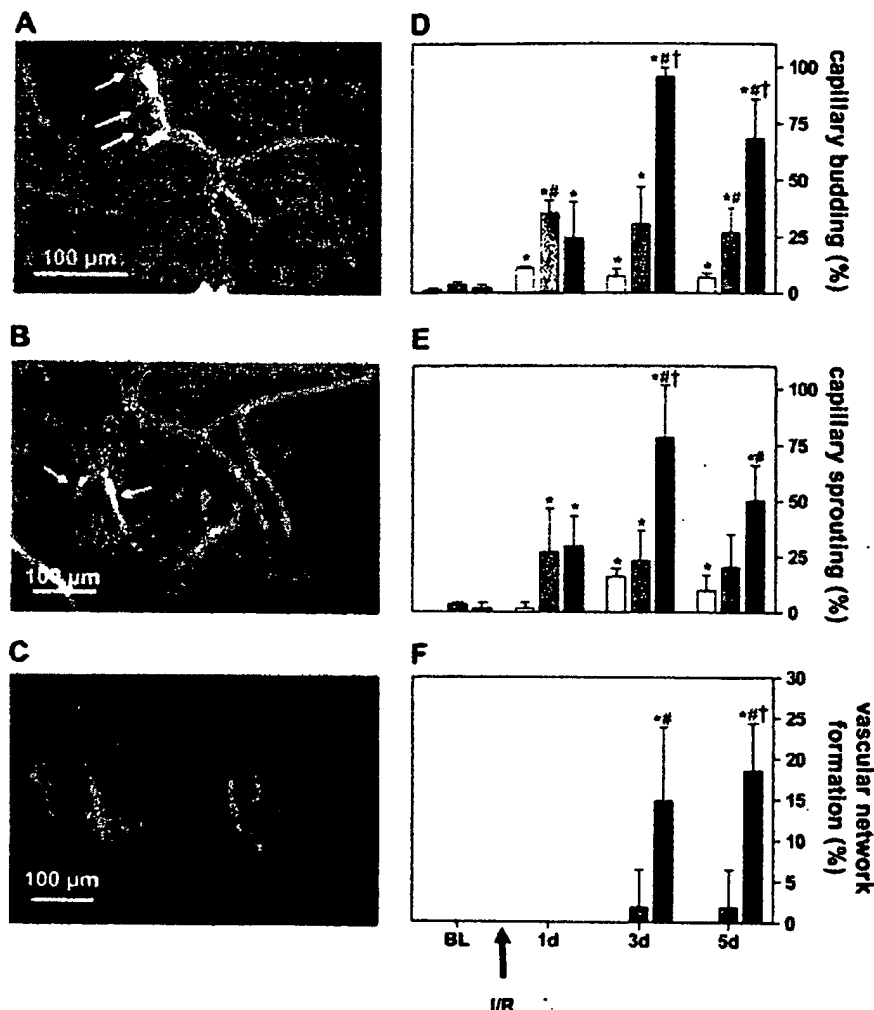 A
100 µm
B
100 µm
C
100 µm
D
*#†
*#†
*#
*
*
*#
*
*
*
100
75
50
25
0
capillary budding (%)
E
*#†
*#
*
*
*
*
*
100
75
50
25
0
capillary sprouting (%)
F
*#
*#†
30
25
20
15
10
5
0
vascular network
formation (%)
BL
1d
3d
5d
I/R